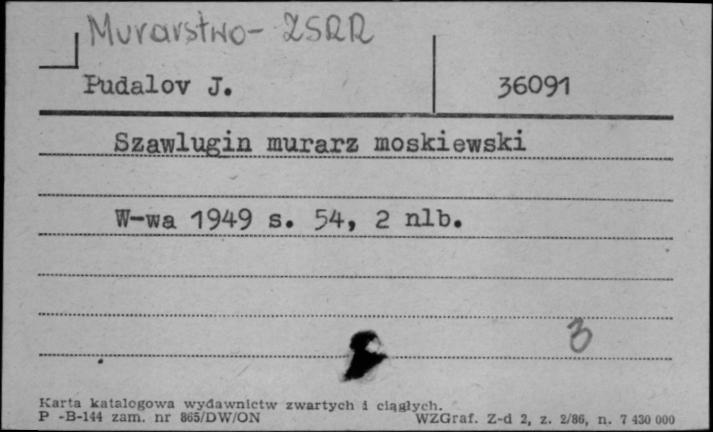 Murarstwo - ZSRR
Pudalov J. 36091
Szawlugin murarz moskiewski
W-wa 1949 s. 54, 2 nlb.
3
Karta katalogowa wydawnictw zwartych i ciągłych.
P -B-144 zam. nr 865/DW/ON WZGraf. Z-d 2, z. 2/86, n. 7 430 000